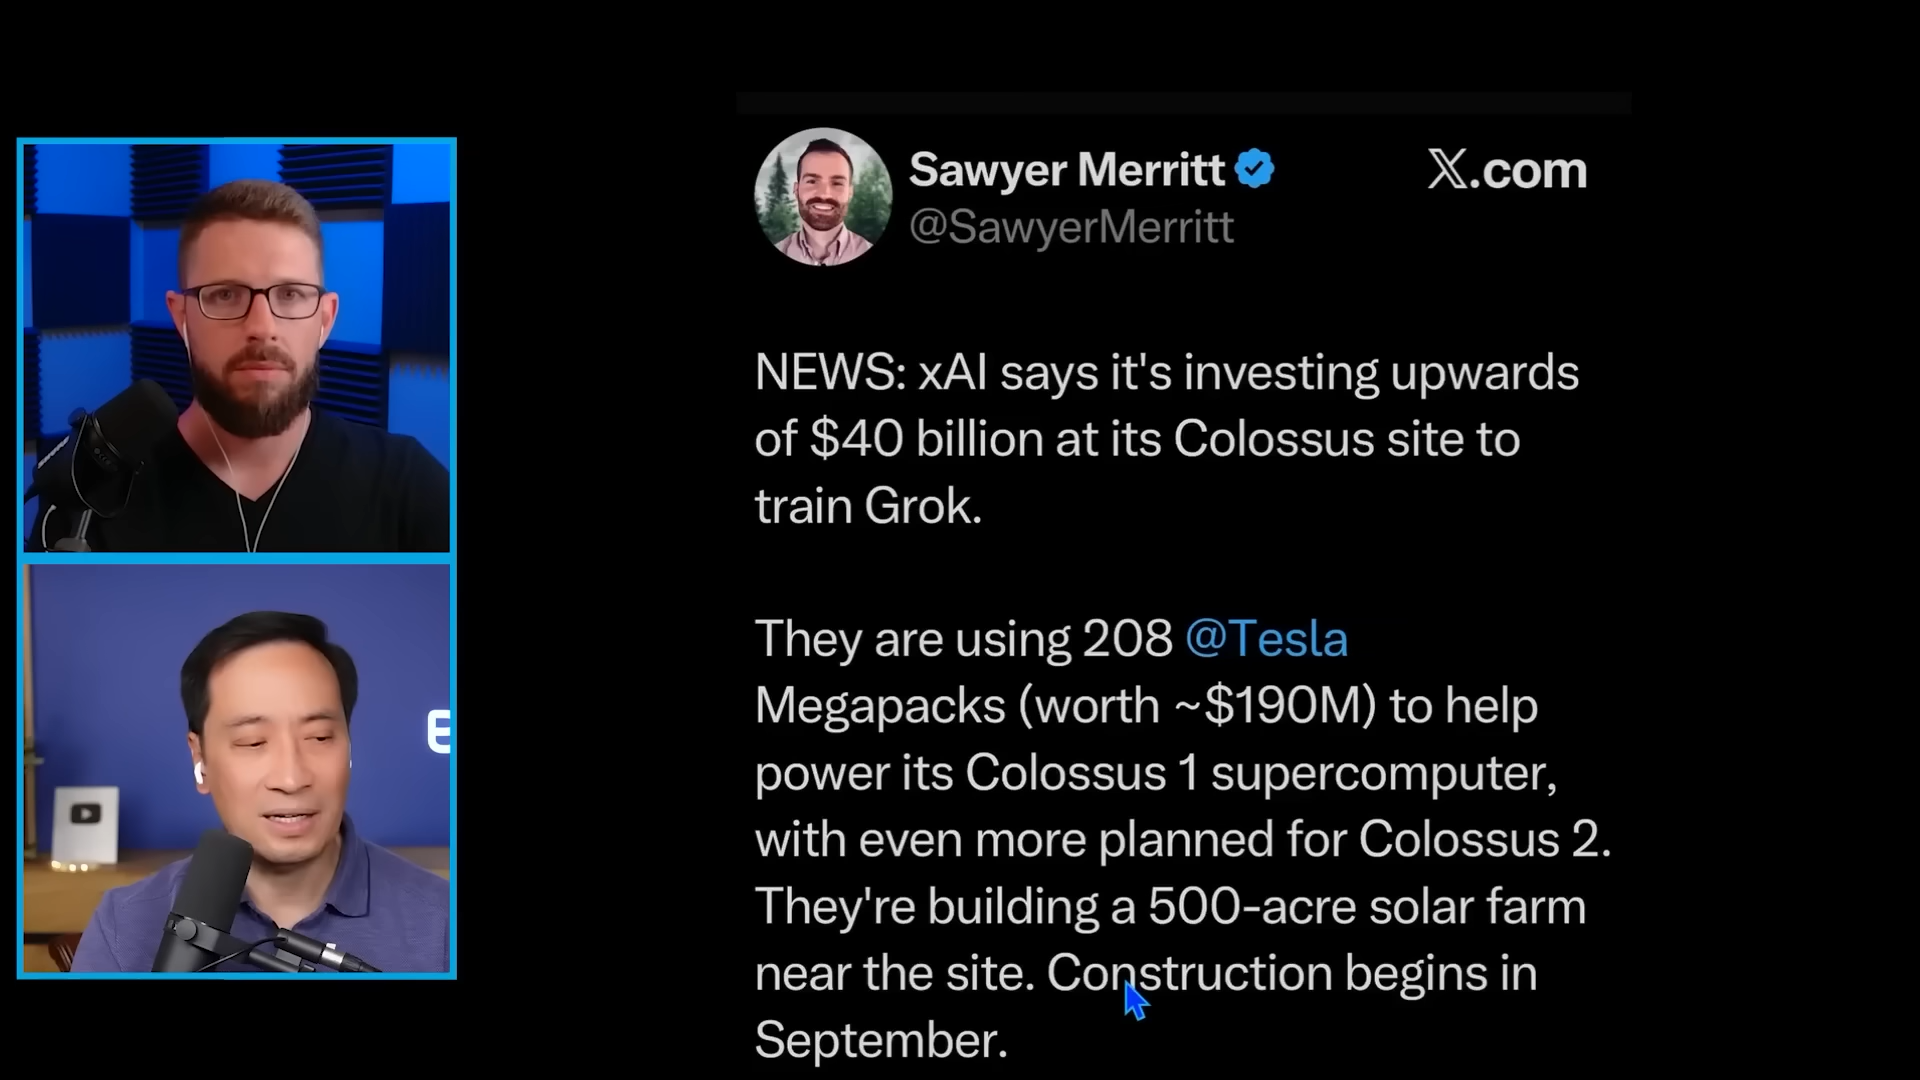 Sawyer Merritt
X.com
@SawyerMerritt
NEWS: xAI says it's investing upwards
of $40 billion at its Colossus site to
train Grok.
They are using 208 @Tesla
Megapacks (worth ~$190M) to help
power its Colossus 1 supercomputer,
with even more planned for Colossus 2.
They're building a 500-acre solar farm
near the site. Construction begins in
September.